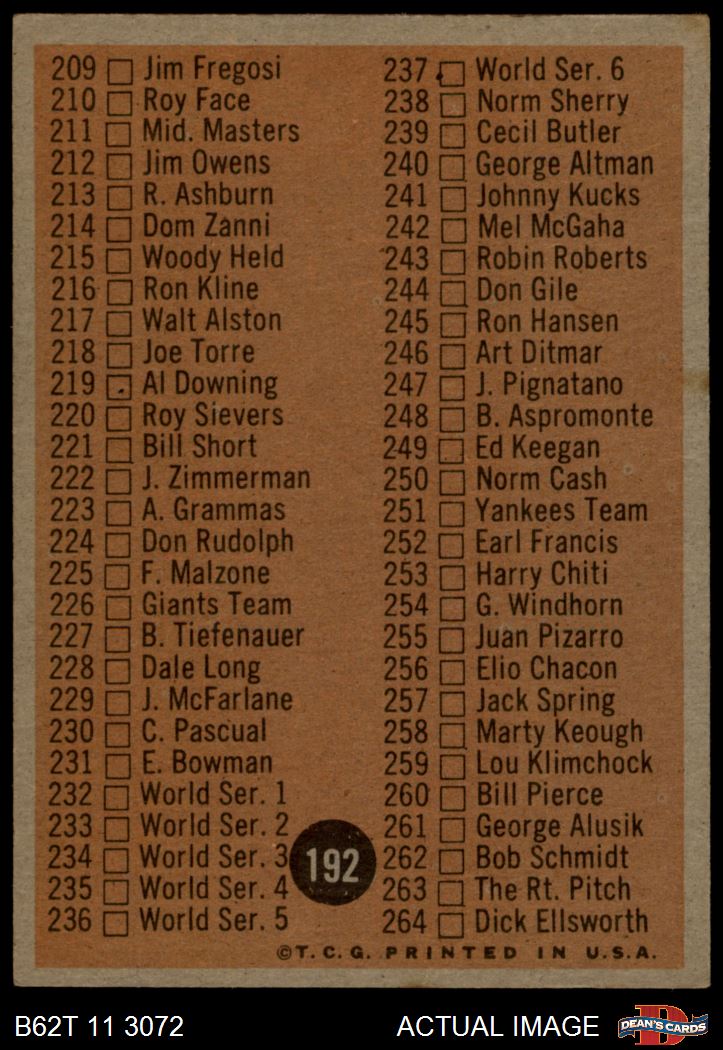 209 Jim Fregosi
210 Roy Face
211 Mid. Masters
212 Jim Owens
213 R. Ashburn
214 Dom Zanni
215 Woody Held
216 Ron Kline
217 Walt Alston
218 Joe Torre
219 Al Downing
220 Roy Sievers
221 Bill Short
222 J. Zimmerman
223 A. Grammas
224 Don Rudolph
225 F. Malzone
226 Giants Team
227 B. Tiefenauer
228 Dale Long
229 J. McFarlane
230 C. Pascual
231 E. Bowman
232 World Ser. 1
233 World Ser. 2
234 World Ser. 3
235 World Ser. 4
236 World Ser. 5
192
237 World Ser. 6
238 Norm Sherry
239 Cecil Butler
240 George Altman
241 Johnny Kucks
242 Mel McGaha
243 Robin Roberts
244 Don Gile
245 Ron Hansen
246 Art Ditmar
247 J. Pignatano
248 B. Aspromonte
249 Ed Keegan
250 Norm Cash
251 Yankees Team
252 Earl Francis
253 Harry Chiti
254 G. Windhorn
255 Juan Pizarro
256 Elio Chacon
257 Jack Spring
258 Marty Keough
259 Lou Klimchock
260 Bill Pierce
261 George Alusik
262 Bob Schmidt
263 The Rt. Pitch
264 Dick Ellsworth
©T.C.G. PRINTED IN U.S.A.
B62T 11 3072
ACTUAL IMAGE
DEAN'S CARDS